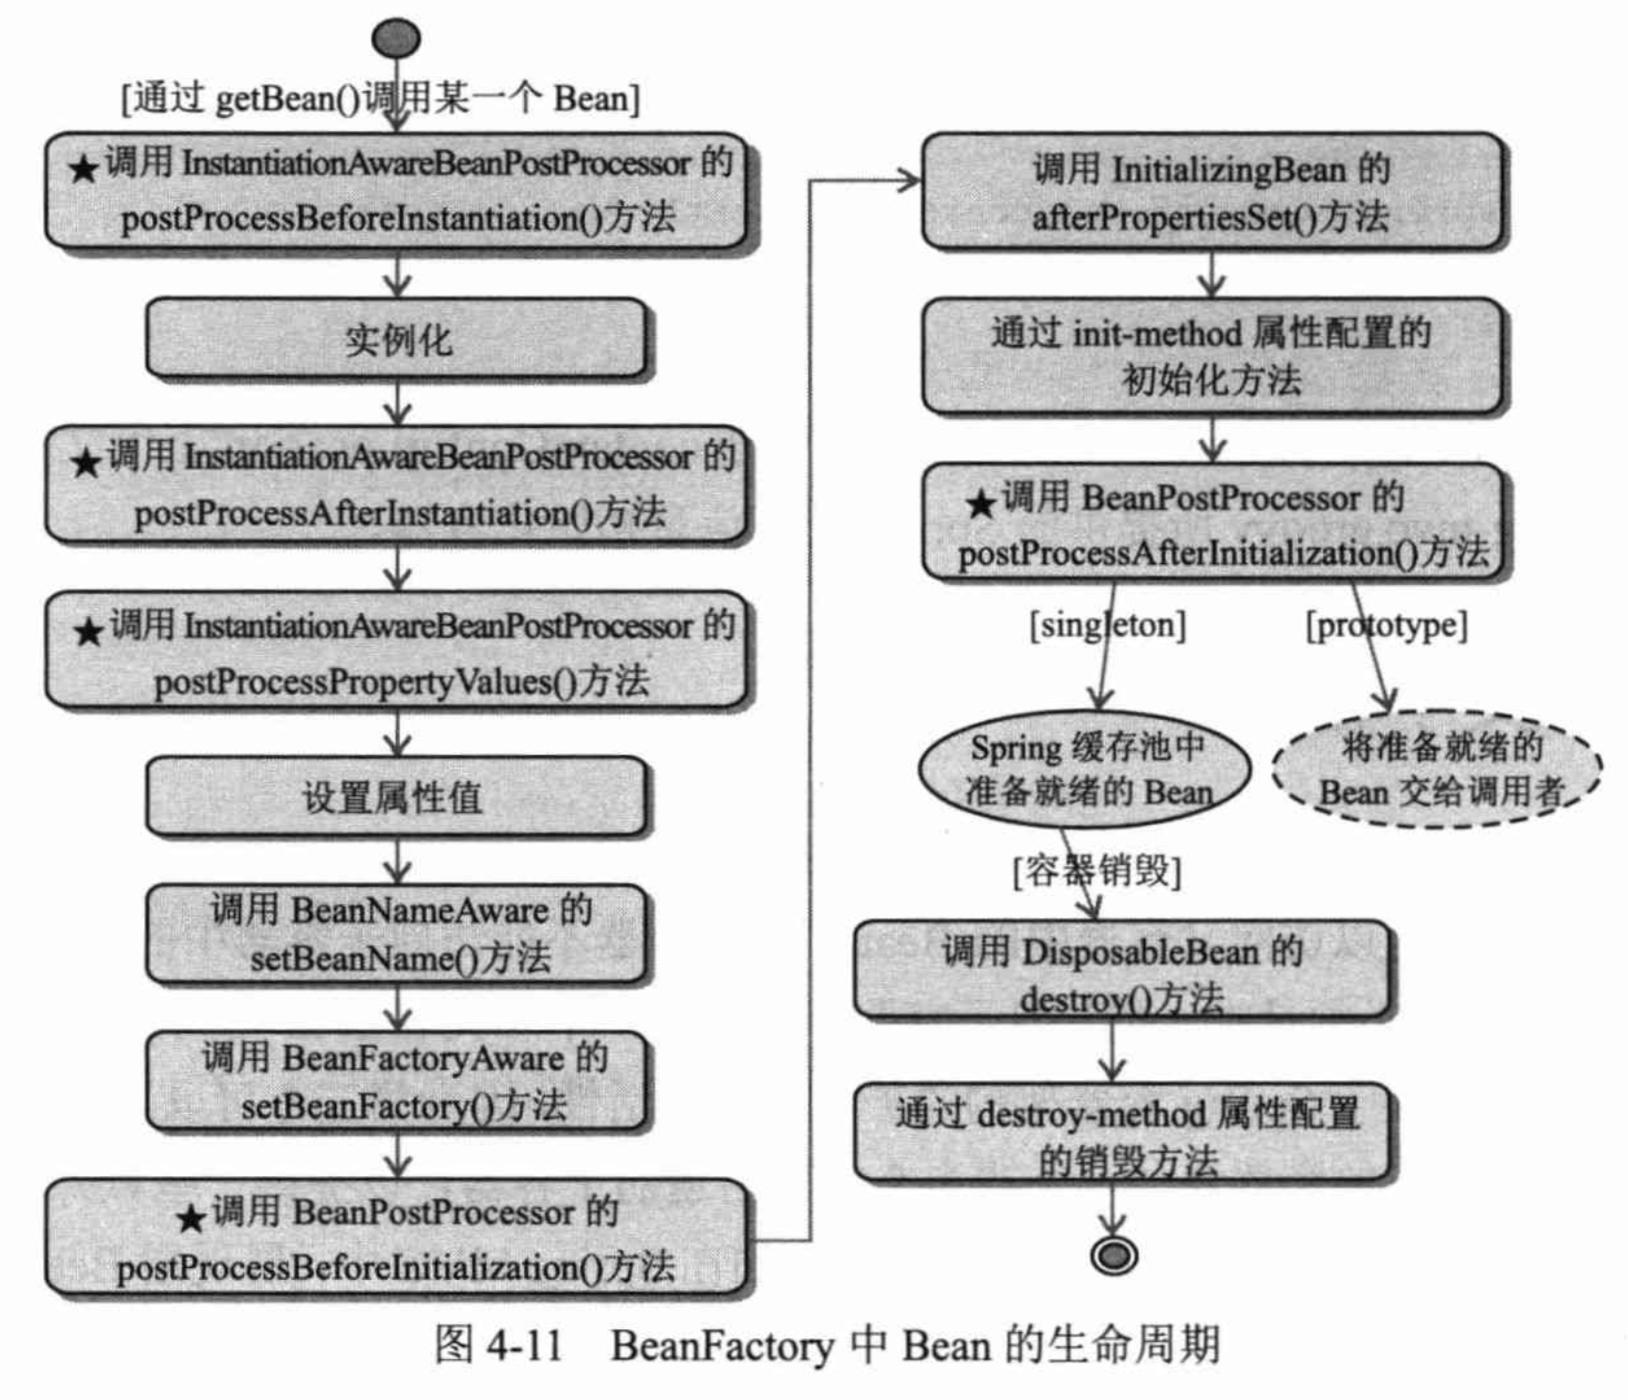 [通过 getBean()调用某一个 Bean]
★调用 InstantiationAwareBeanPostProcessor 的
postProcessBeforeInstantiation()方法
实例化
★调用 InstantiationAwareBeanPostProcessor 的
postProcessAfterInstantiation()方法
★调用 InstantiationAwareBeanPostProcessor 的
postProcessPropertyValues()方法
设置属性值
调用 BeanNameAware 的
setBeanName()方法
调用 BeanFactoryAware 的
setBeanFactory()方法
★调用 BeanPostProcessor 的
postProcessBeforeInitialization()方法
调用 InitializingBean 的
afterPropertiesSet()方法
通过 init-method 属性配置的
初始化方法
★调用 BeanPostProcessor 的
postProcessAfterInitialization()方法
[singleton]
[prototype]
Spring 缓存池中
准备就绪的 Bean
将准备就绪的
Bean 交给调用者
[容器销毁]
调用 DisposableBean 的
destroy()方法
通过 destroy-method 属性配置
的销毁方法
图 4-11 BeanFactory 中 Bean 的生命周期